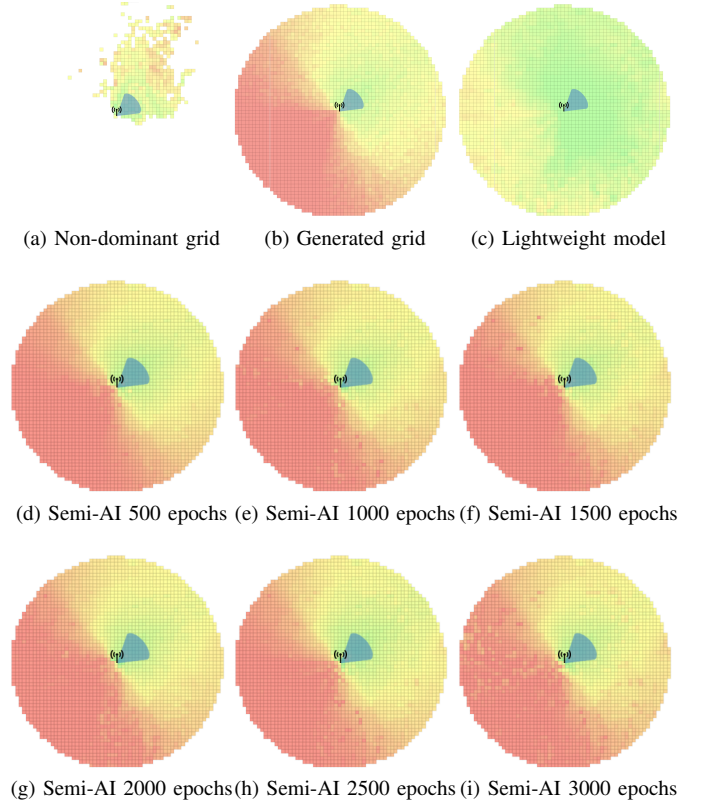 (a) Non-dominant grid (b) Generated grid (c) Lightweight model
(d) Semi-AI 500 epochs (e) Semi-AI 1000 epochs (f) Semi-AI 1500 epochs
(g) Semi-AI 2000 epochs (h) Semi-AI 2500 epochs (i) Semi-AI 3000 epochs